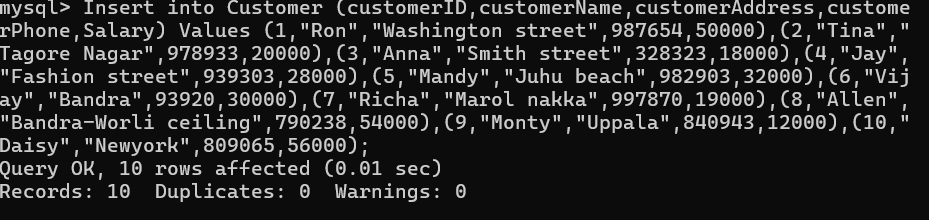 mysql> Insert into Customer (customerID,customerName,customerAddress,custome
rPhone,Salary) Values (1,"Ron","Washington street",987654,50000),(2,"Tina","
Tagore Nagar",978933,20000),(3,"Anna","Smith street",328323,18000),(4,"Jay",
"Fashion street",939303,28000),(5,"Mandy","Juhu beach",982903,32000),(6,"Vij
ay","Bandra",93920,30000),(7,"Richa","Marol nakka",997870,19000),(8,"Allen",
"Bandra-Worli ceiling",790238,54000),(9,"Monty","Uppala",840943,12000),(10,"
Daisy","Newyork",809065,56000);
Query OK, 10 rows affected (0.01 sec)
Records: 10  Duplicates: 0  Warnings: 0